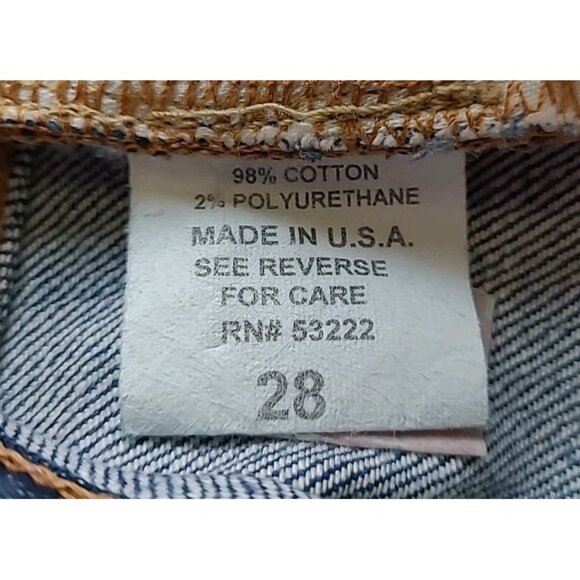 98% COTTON
2% POLYURETHANE
MADE IN U.S.A.
SEE REVERSE
FOR CARE
RN# 53222
28